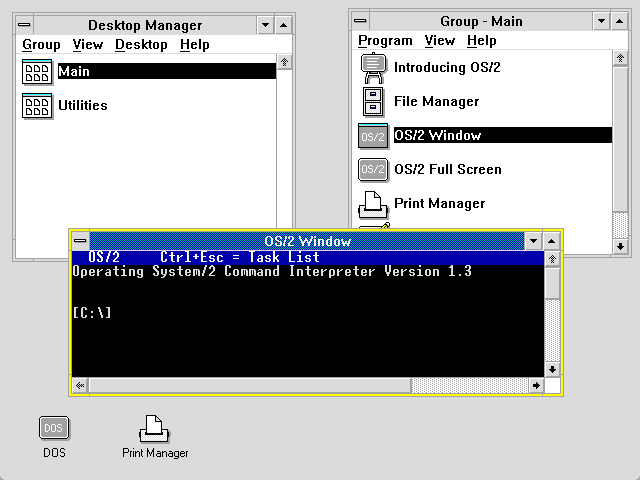 Desktop Manager
Group View Desktop Help
Main
Utilities
Group - Main
Program View Help
Introducing OS/2
File Manager
OS/2 OS/2 Window
OS/2 OS/2 Full Screen
Print Manager
OS/2 Window
OS/2 Ctrl+Esc = Task List
Operating System/2 Command Interpreter Version 1.3
[C:\]
DOS
DOS
Print Manager